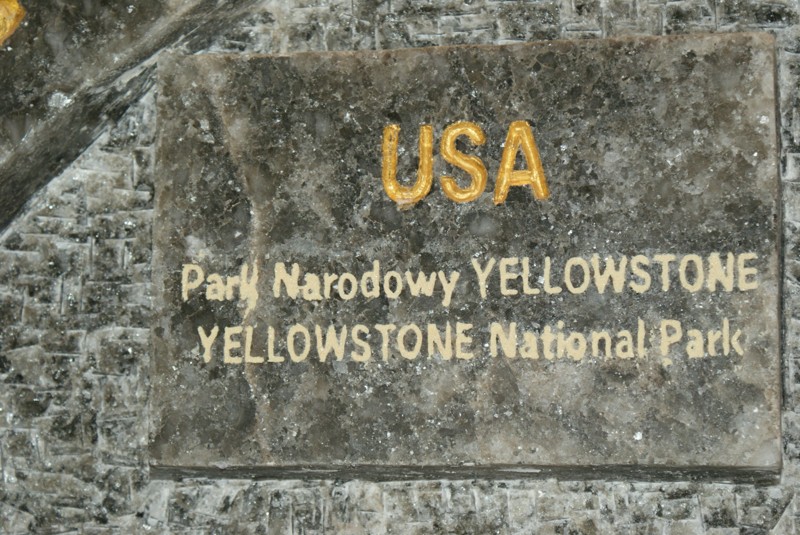 USA
Park Narodowy YELLOWSTONE
YELLOWSTONE National Park